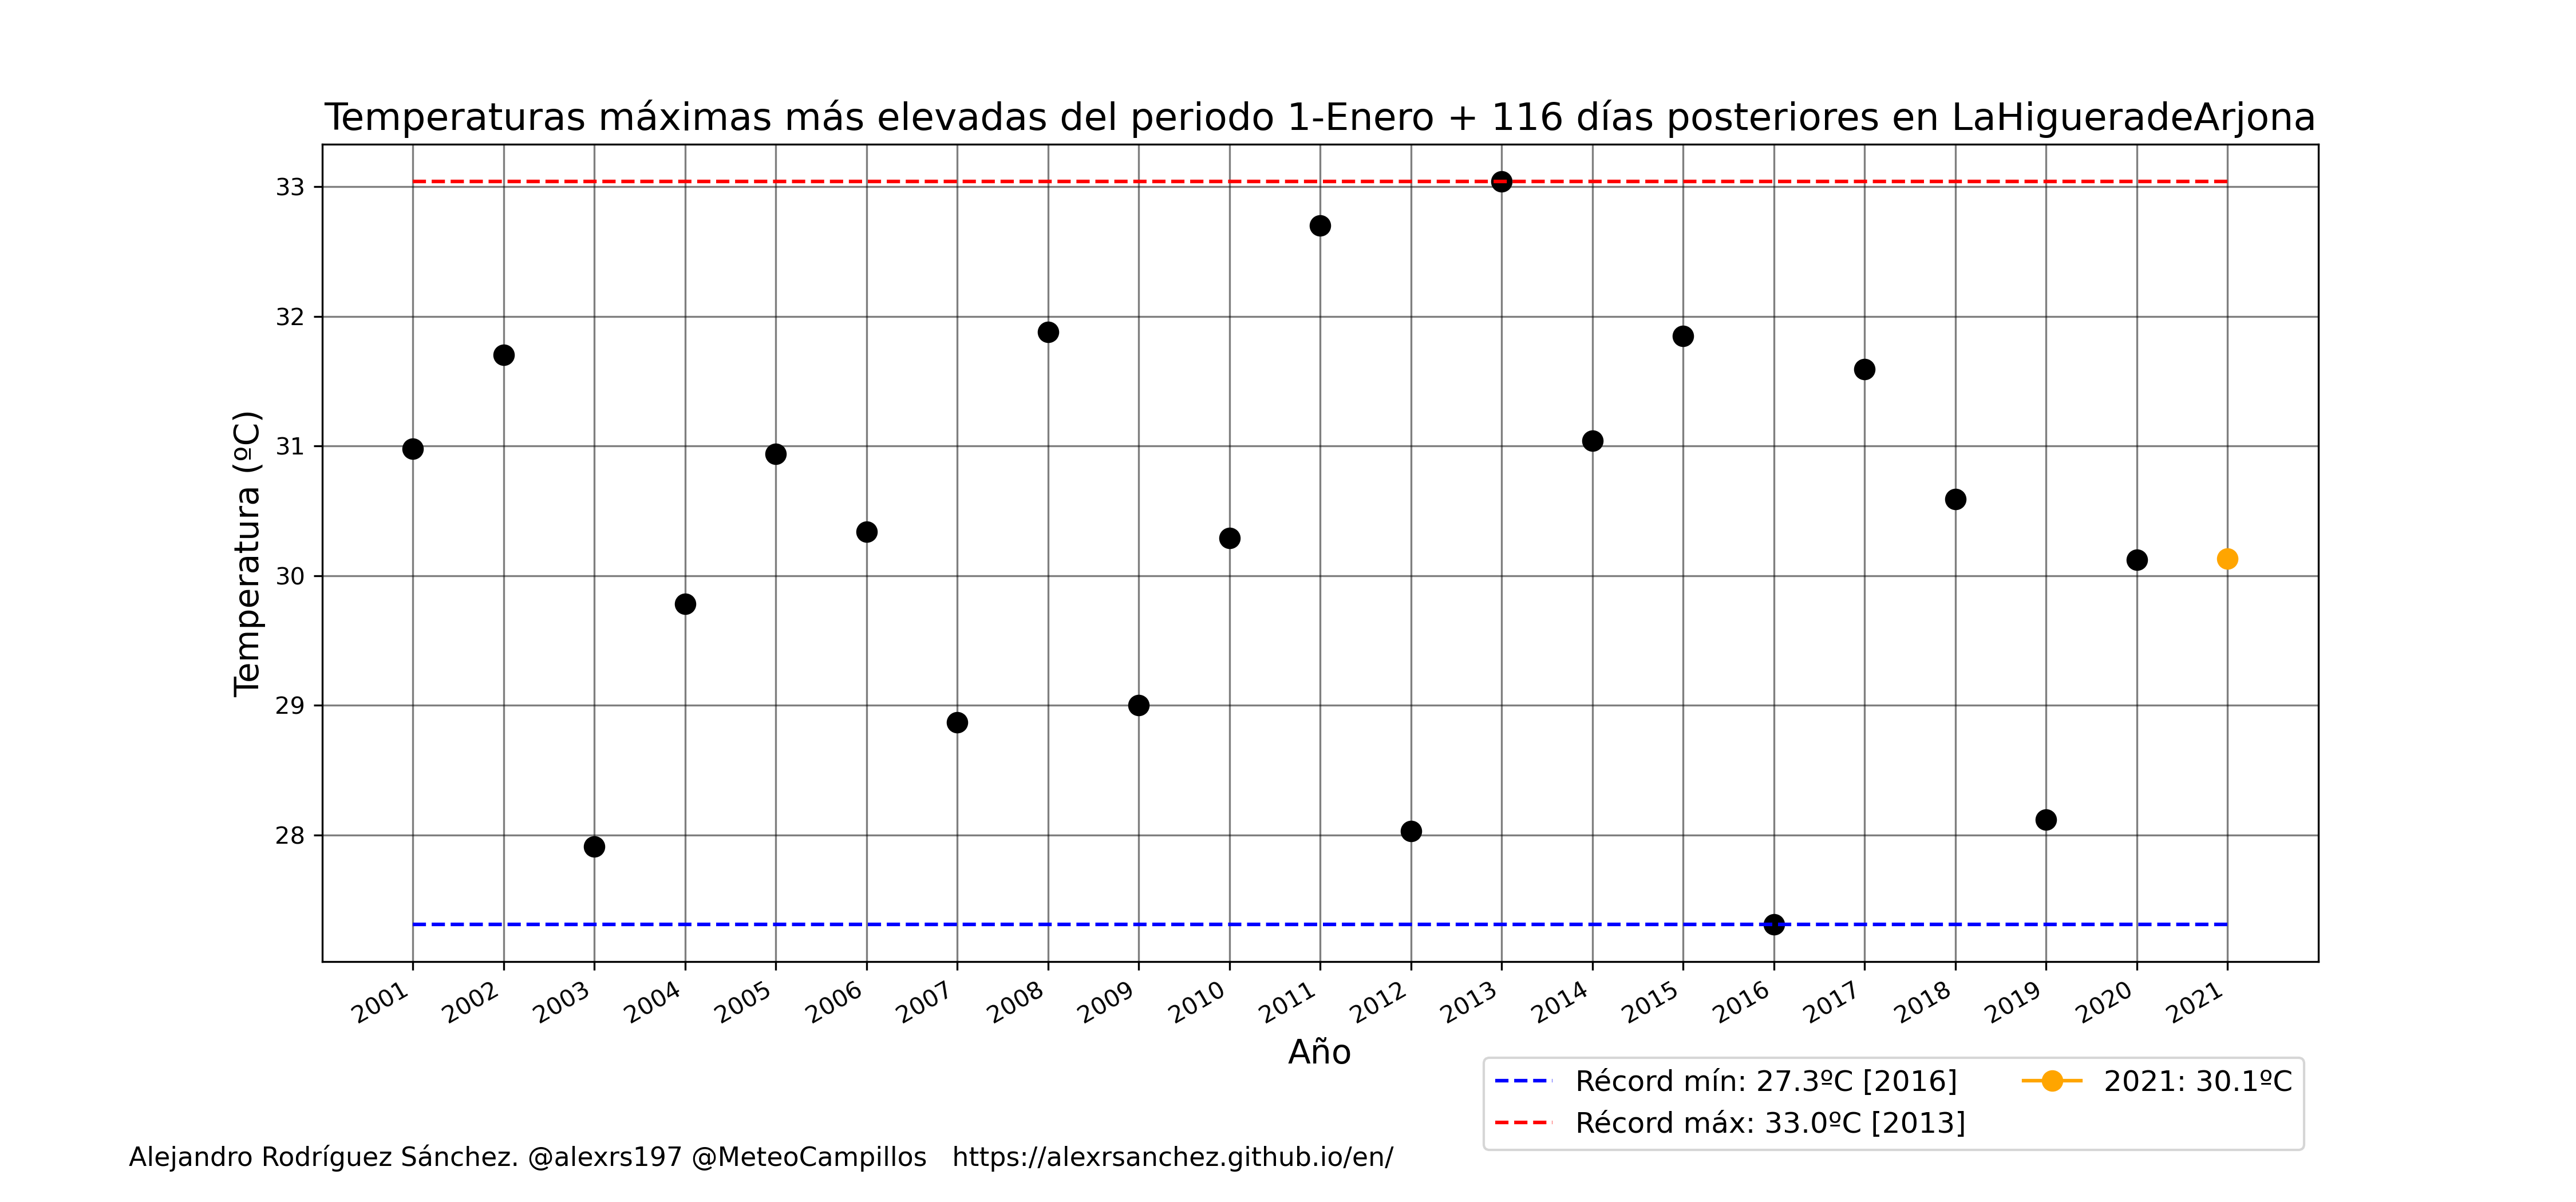 Temperaturas máximas más elevadas del periodo 1-Enero + 116 días posteriores en LaHigueradeArjona
Temperatura (ºC)
33
32
31
30
29
28
2001 2002 2003 2004 2005 2006 2007 2008 2009 2010 2011 2012 2013 2014 2015 2016 2017 2018 2019 2020 2021
Año
Récord mín: 27.3ºC [2016]
Récord máx: 33.0ºC [2013]
2021: 30.1ºC
Alejandro Rodríguez Sánchez. @alexrs197 @MeteoCampillos https://alexrsanchez.github.io/en/